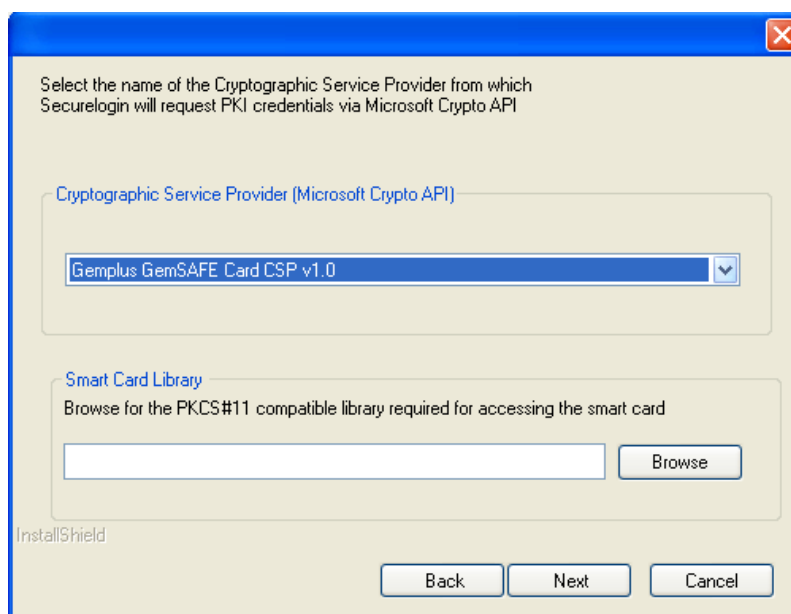 Select the name of the Cryptographic Service Provider from which
Securelogin will request PKI credentials via Microsoft Crypto API
Cryptographic Service Provider (Microsoft Crypto API)
Gemplus GemSAFE Card CSP v1.0
Smart Card Library
Browse for the PKCS#11 compatible library required for accessing the smart card
Browse
InstallShield
Back
Next
Cancel